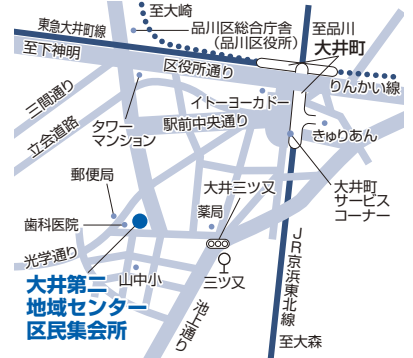 至大崎
東急大井町線
品川区総合庁舎
(品川区役所)
至品川
大井町
至下神明
区役所通り
りんかい線
三間通り
立会道路
タワー
マンション
イトーヨーカドー
駅前中央通り
きゅりあん
郵便局
大井三ツ又
大井町
サービス
コーナー
薬局
歯科医院
光学通り
山中小
三ツ又
JR京浜東北線
大井第二
地域センター
区民集会所
池上通り
至大森